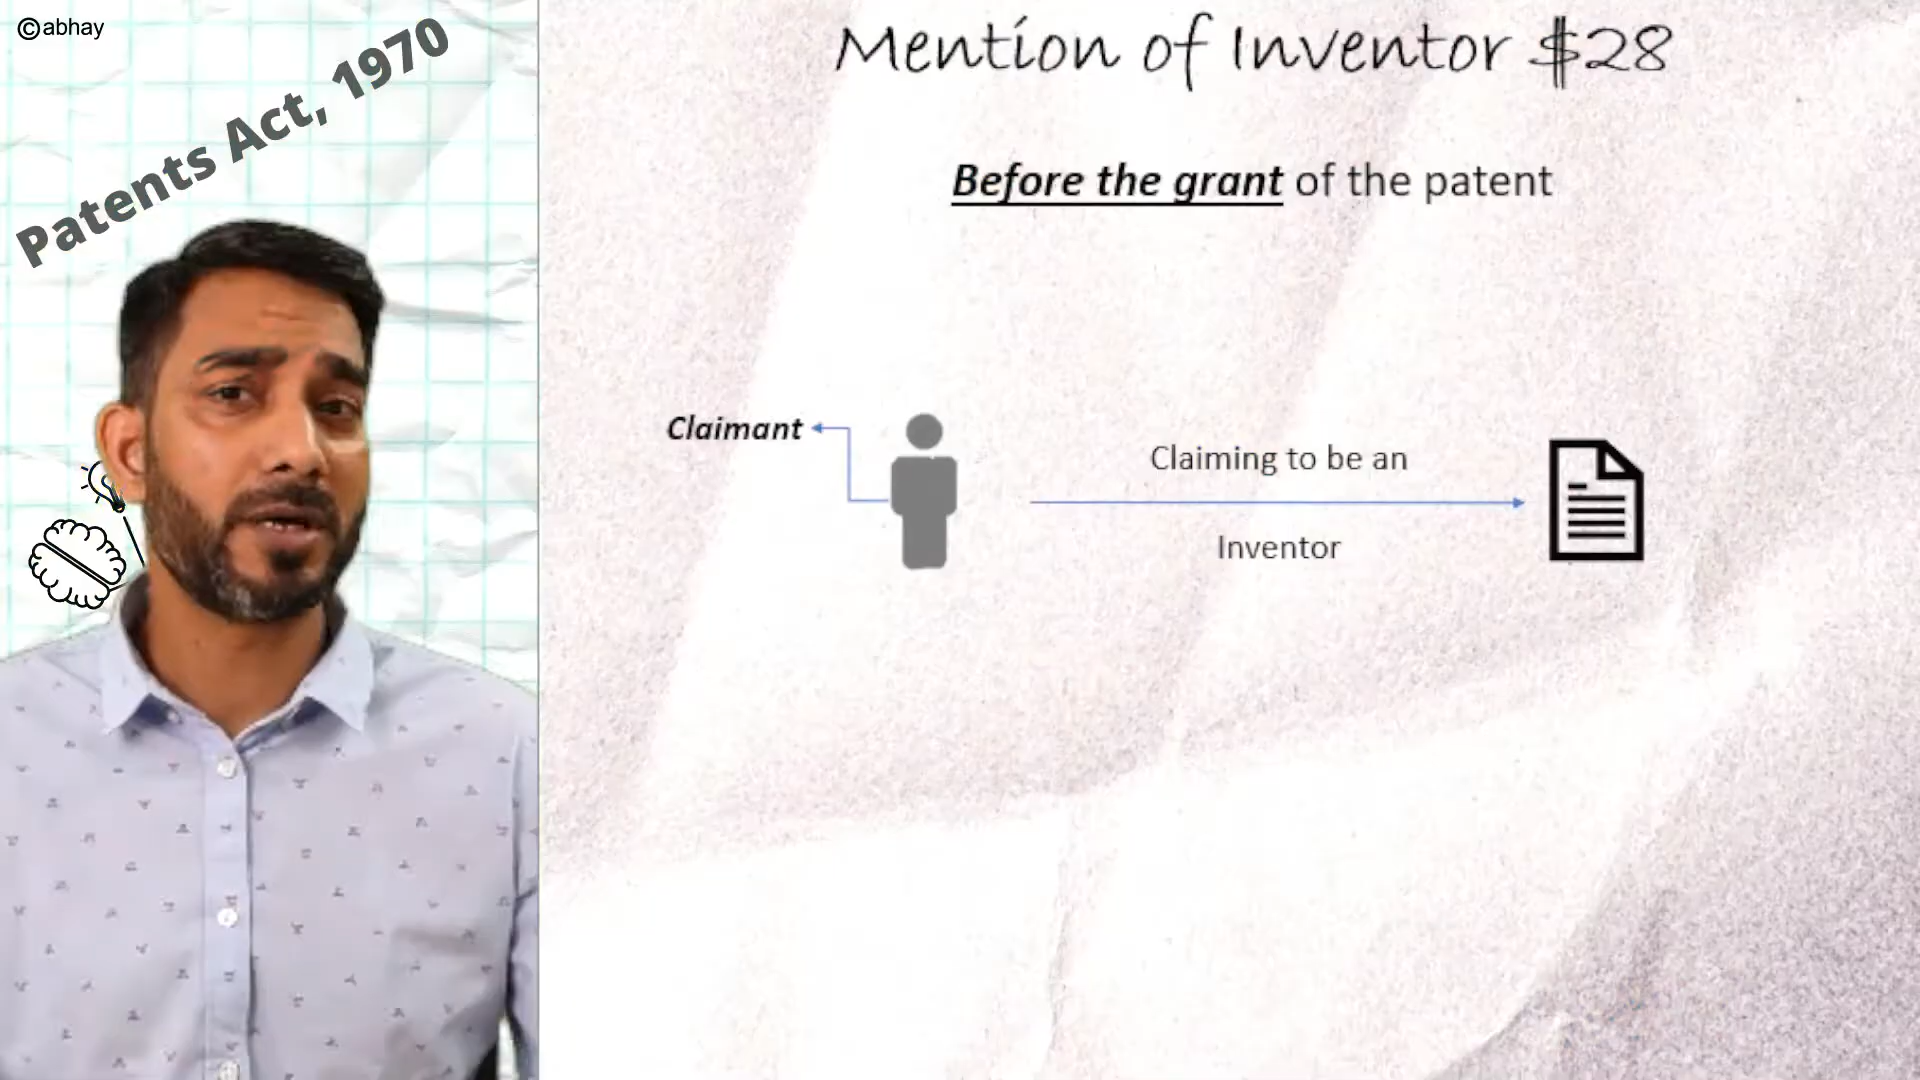 ©abhay
Patents Act, 1970
Mention of Inventor $28
Before the grant of the patent
Claimant
Claiming to be an
Inventor